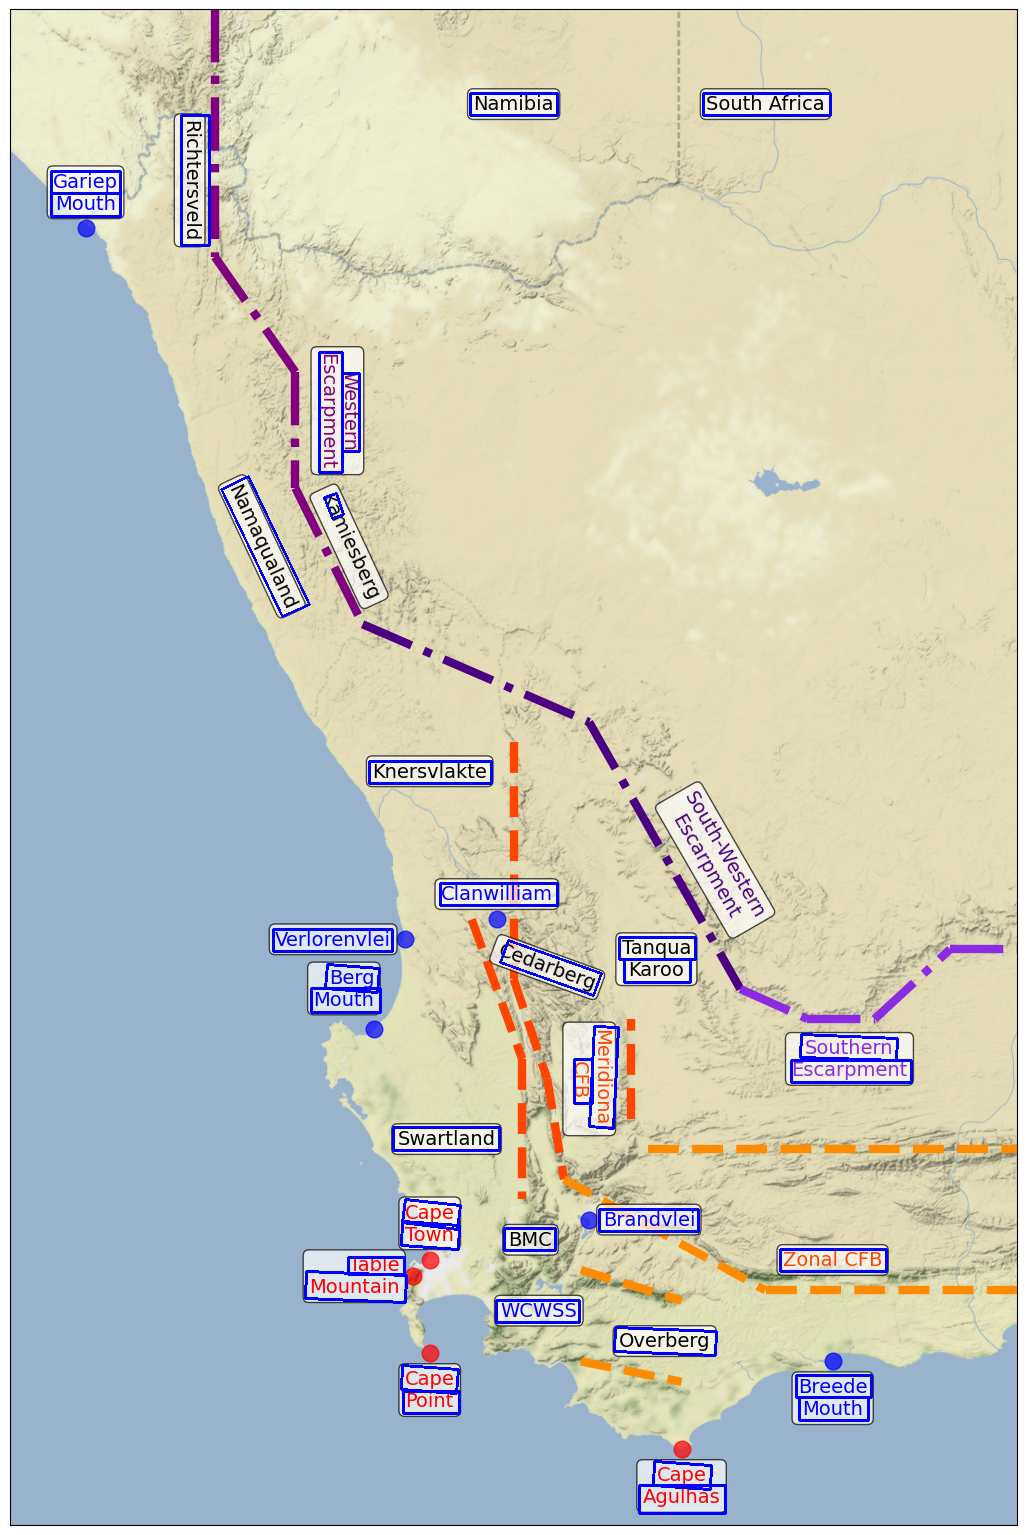 Namibia
South Africa
Richtersveld
Gariep
Mouth
Western
Escarpment
Namaqualand
Kamiesberg
Knersvlakte
South-Western
Escarpment
Clanwilliam
Verlorenvlei
Cedarberg
Tanqua
Karoo
Berg
Mouth
Southern
Escarpment
Meridiona
CFB
Swartland
Cape
Town
Brandvlei
BMC
Zonal CFB
Table
Mountain
WCWSS
Overberg
Cape
Point
Breede
Mouth
Cape
Agulhas